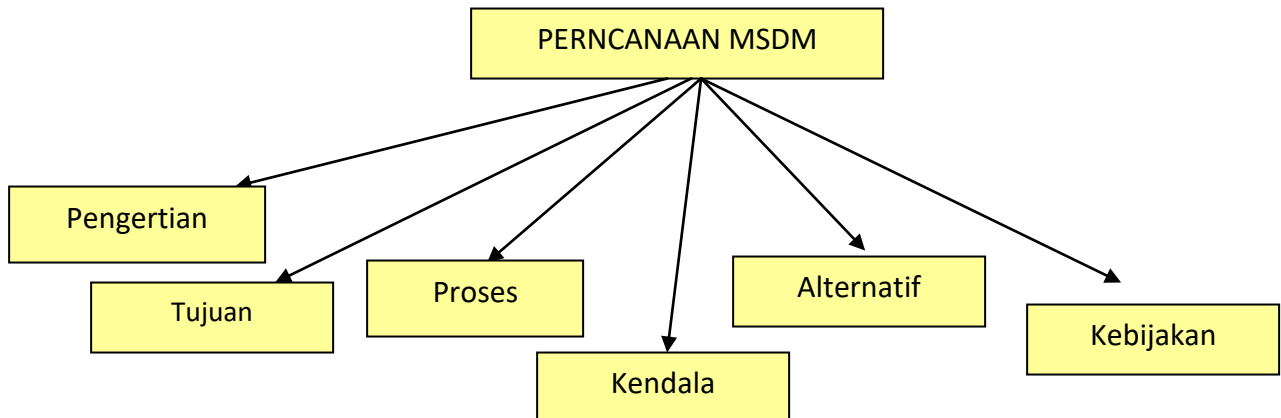 PERNCANAAN MSDM
Pengertian
Tujuan
Proses
Kendala
Alternatif
Kebijakan